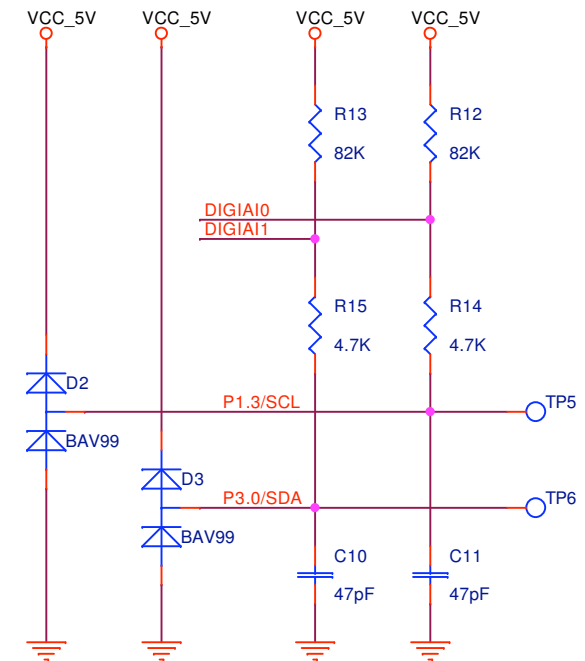 VCC_5V VCC_5V VCC_5V VCC_5V
R13 R12
82K 82K
DIGIAI0
DIGIAI1
R15 R14
4.7K 4.7K
D2
P1.3/SCL TP5
BAV99
D3
P3.0/SDA TP6
BAV99
C10 C11
47pF 47pF